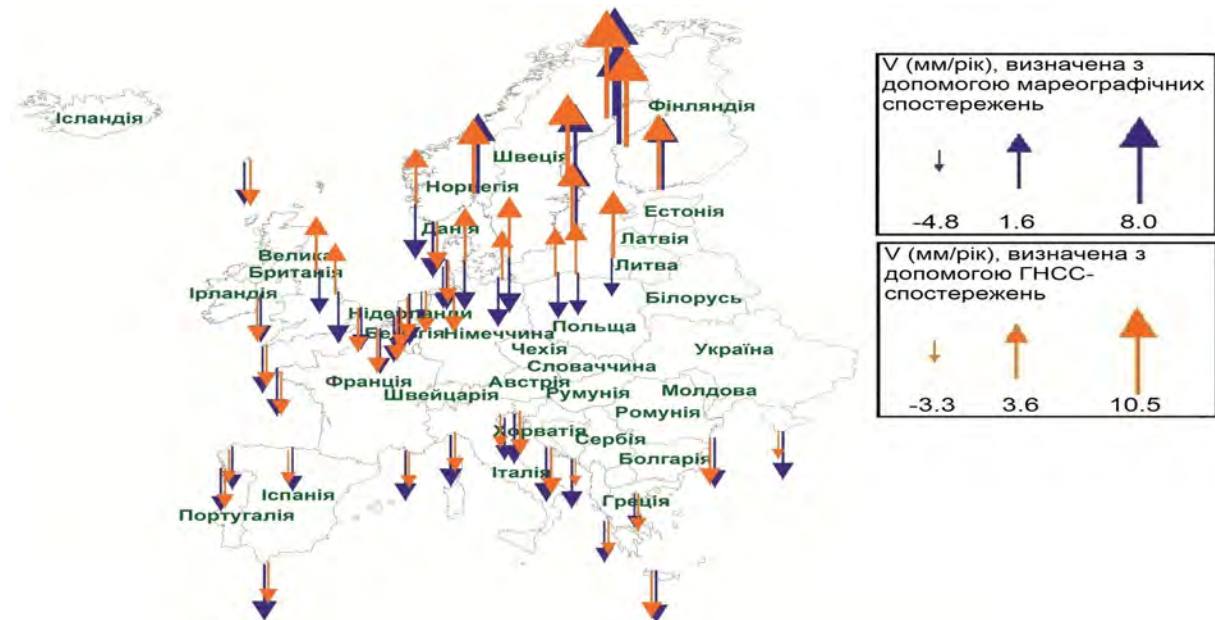 Ісландія
Фінляндія
Швеція
Норвегія
Естонія
Данія
Латвія
Велика
Британія
Литва
Ірландія
Білорусь
Нідерланди
Бельгія
Німеччина
Польща
Чехія
Україна
Словаччина
Франція
Австрія
Швейцарія
Румунія
Молдова
Ромунія
Хорватія
Сербія
Італія
Болгарія
Іспанія
Греція
Португалія
V (мм/рік), визначена з
допомогою мареографічних
спостережень
-4.8 1.6 8.0
V (мм/рік), визначена з
допомогою ГНСС-
спостережень
-3.3 3.6 10.5